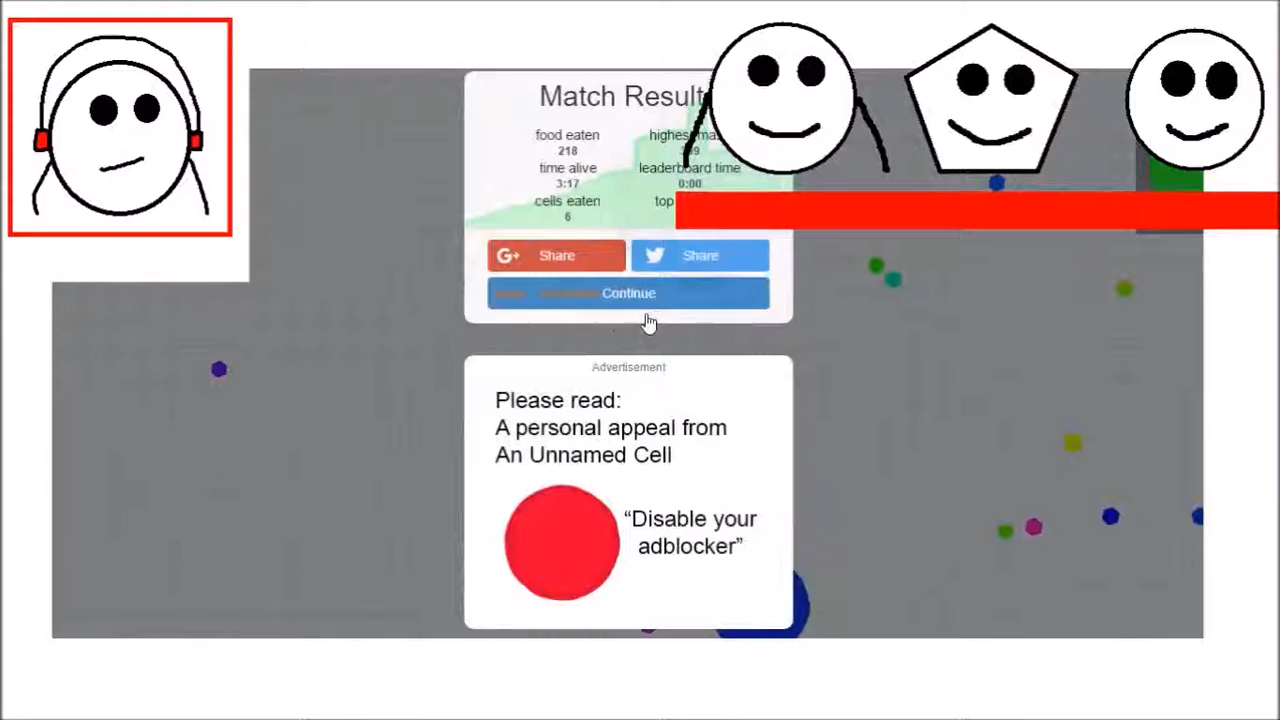 Match Result
food eaten
218
time alive
3:17
leaderboard time
0:00
cells eaten
6
top
G+ Share
Share
Continue
Advertisement
Please read:
A personal appeal from
An Unnamed Cell
“Disable your
adblocker”